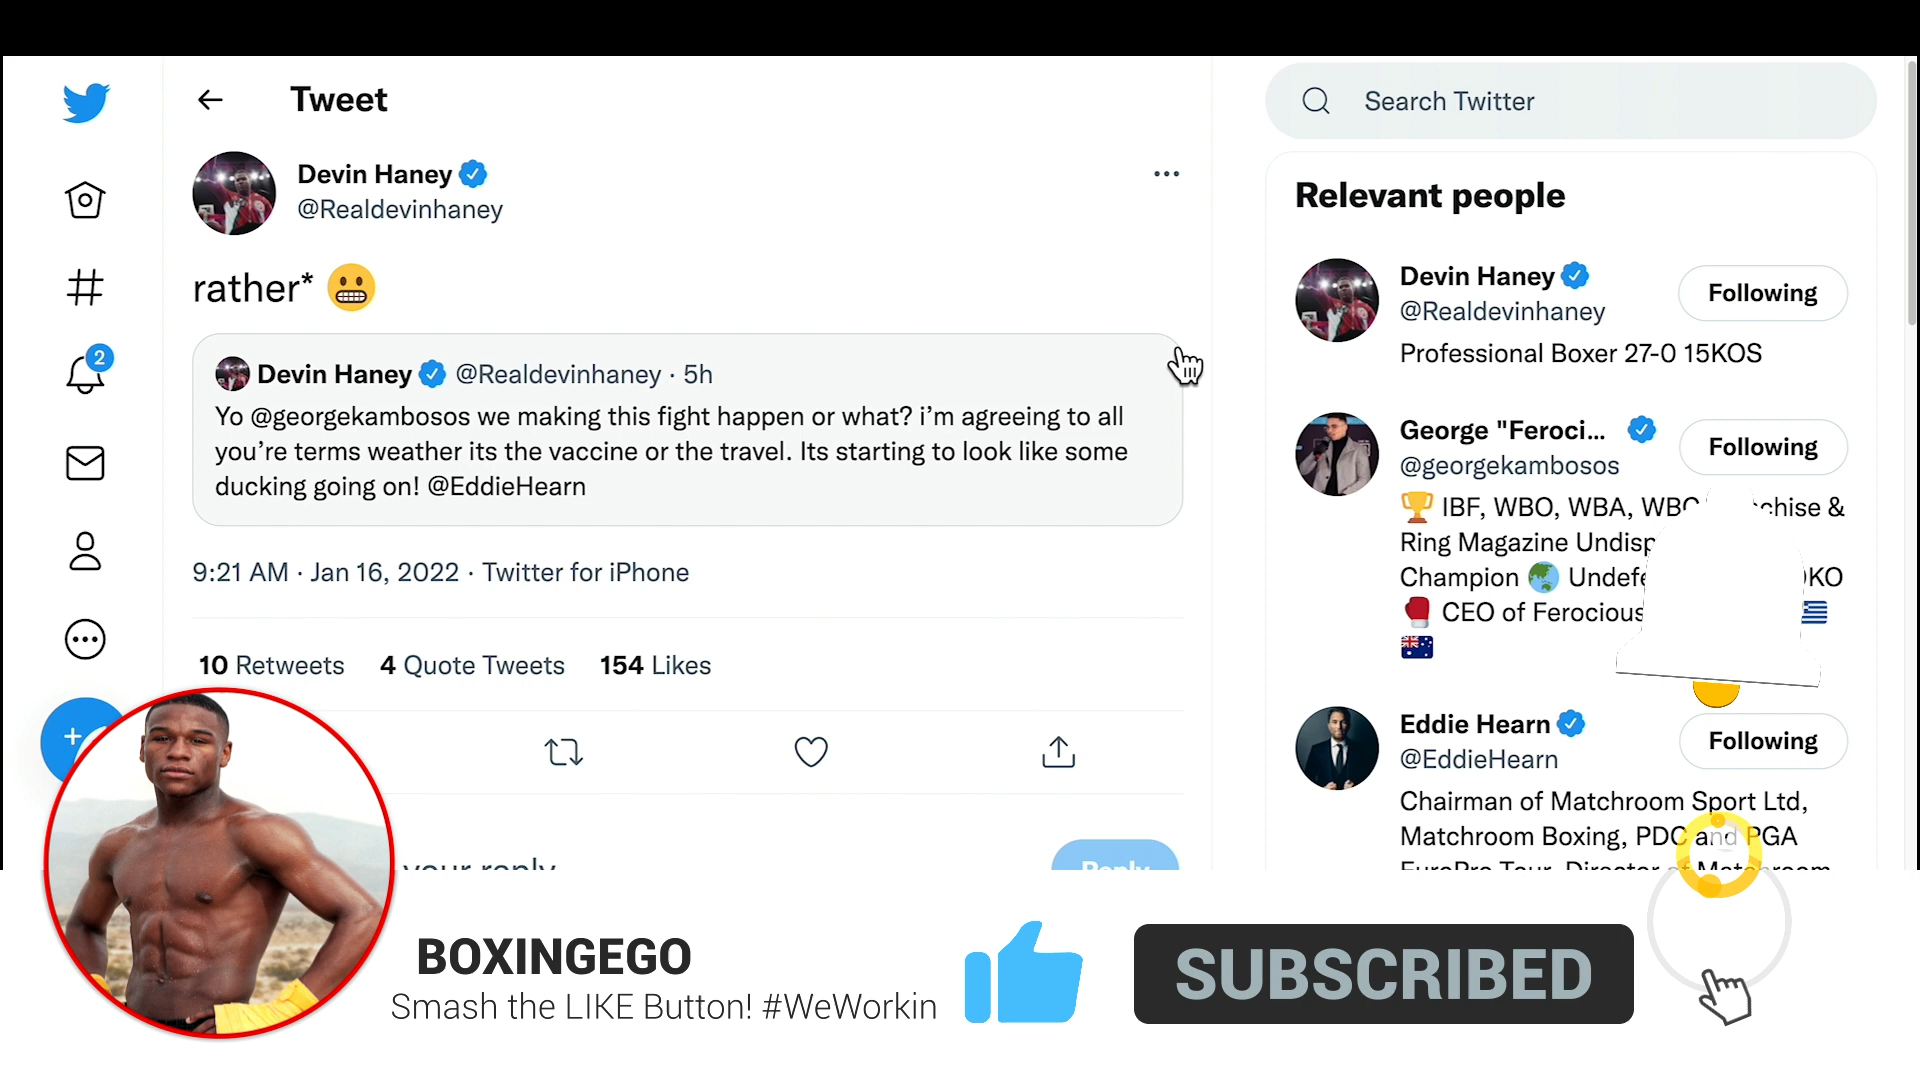 Tweet
Search Twitter
Devin Haney
@Realdevinhaney
rather*
Devin Haney @Realdevinhaney · 5h
Yo @georgekambosos we making this fight happen or what? i’m agreeing to all
you’re terms weather its the vaccine or the travel. Its starting to look like some
ducking going on! @EddieHearn
9:21 AM · Jan 16, 2022 · Twitter for iPhone
10 Retweets 4 Quote Tweets 154 Likes
your reply
Reply
2
Relevant people
Devin Haney
@Realdevinhaney
Following
Professional Boxer 27-0 15KOS
George "Feroci...
@georgekambosos
Following
IBF, WBO, WBA, WBC &
Ring Magazine
Champion
CEO of Ferocious
Eddie Hearn
@EddieHearn
Following
Chairman of Matchroom Sport Ltd,
Matchroom Boxing, PDC and PGA
EuroPro Tour, Director of Matchroom
BOXINGEGO
Smash the LIKE Button! #WeWorkin
SUBSCRIBED